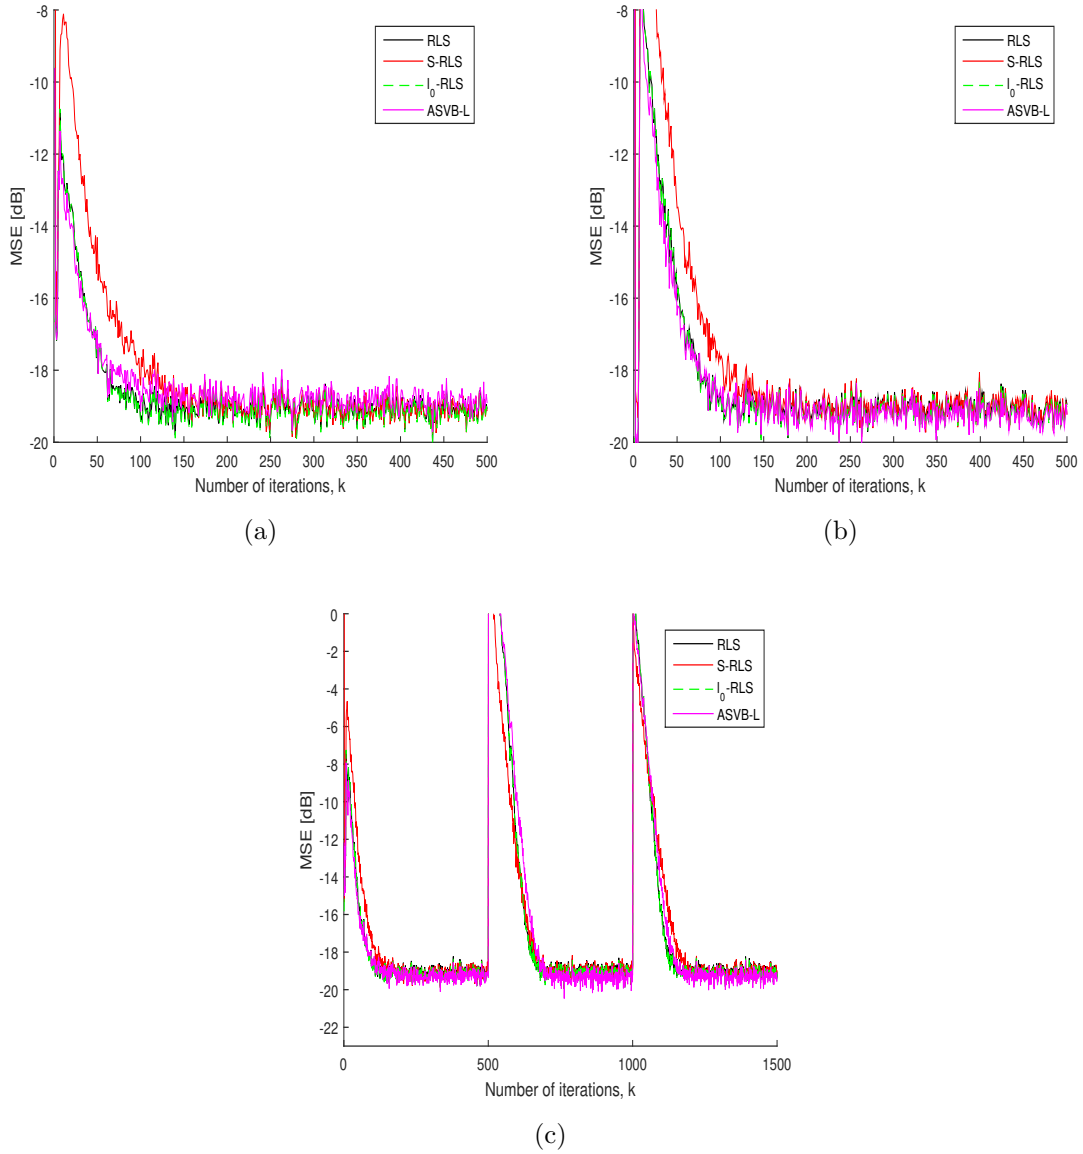 -8
-10
-12
-14
-16
-18
-20
MSE [dB]
0 50 100 150 200 250 300 350 400 450 500
Number of iterations, k
RLS
S-RLS
l0-RLS
ASVB-L
(a)
-8
-10
-12
-14
-16
-18
-20
MSE [dB]
0 50 100 150 200 250 300 350 400 450 500
Number of iterations, k
RLS
S-RLS
l0-RLS
ASVB-L
(b)
0
-2
-4
-6
-8
-10
-12
-14
-16
-18
-20
-22
MSE [dB]
0 500 1000 1500
Number of iterations, k
RLS
S-RLS
l0-RLS
ASVB-L
(c)